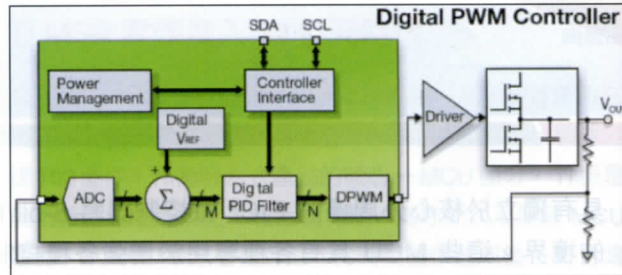 Digital PWM Controller
SDA SCL
Power
Management
Controller
Interface
Digital
VREF
Driver
VOUT
ADC
L
+
Σ
M
Digital
PID Filter
N
DPWM